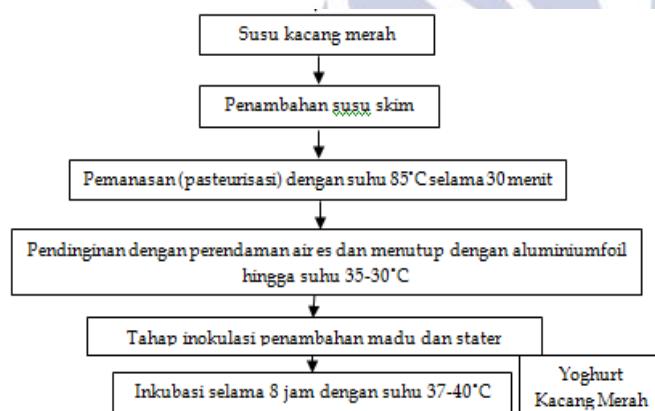 Susu kacang merah
Penambahan susu skim
Pemanasan (pasteurisasi) dengan suhu 85°C selama 30 menit
Pendinginan dengan perendaman air es dan menutup dengan aluminiumfoil
hingga suhu 35-30°C
Tahap inokulasi penambahan madu dan stater
Inkubasi selama 8 jam dengan suhu 37-40°C
Yoghurt
Kacang Merah